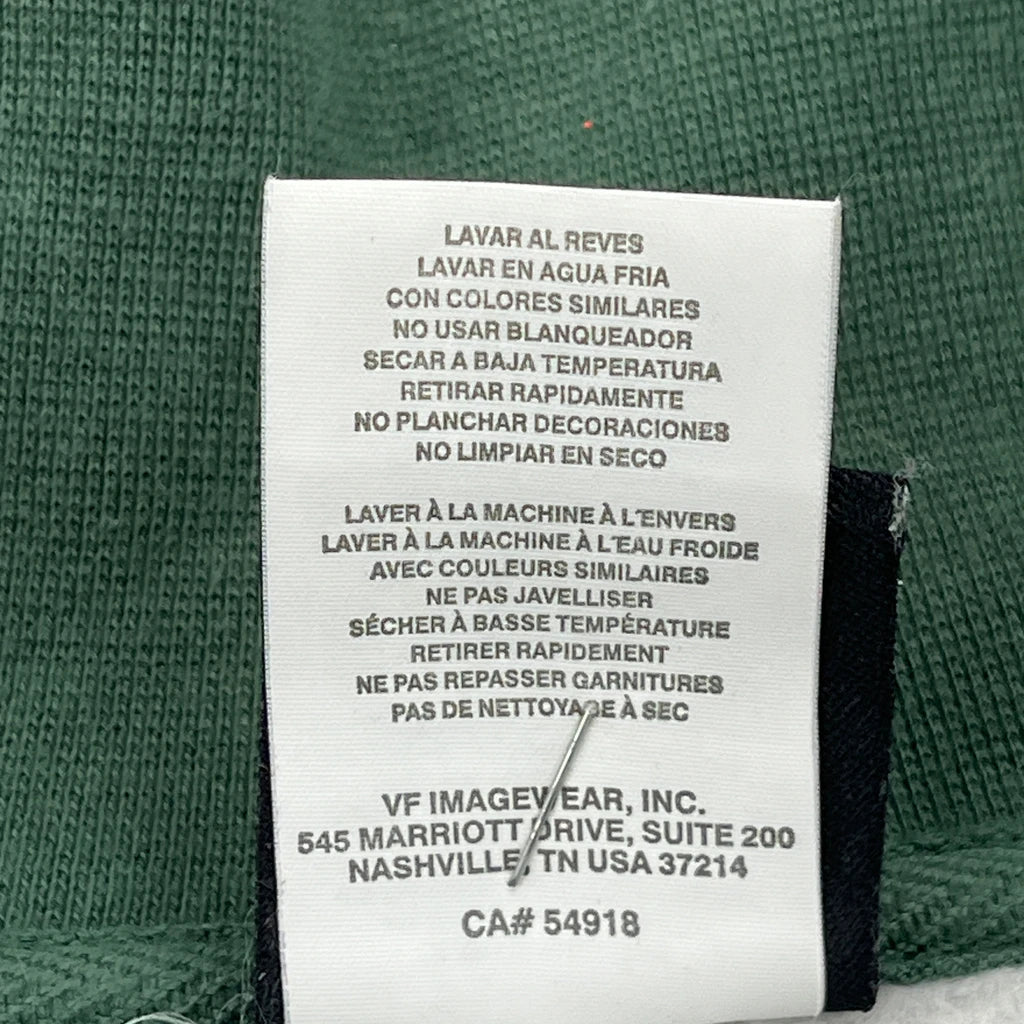 LAVAR AL REVES
LAVAR EN AGUA FRIA
CON COLORES SIMILARES
NO USAR BLANQUEADOR
SECAR A BAJA TEMPERATURA
RETIRAR RAPIDAMENTE
NO PLANCHAR DECORACIONES
NO LIMPIAR EN SECO
LAVER À LA MACHINE À L'ENVERS
LAVER À LA MACHINE À L'EAU FROIDE
AVEC COULEURS SIMILAIRES
NE PAS JAVELLISER
SÉCHER À BASSE TEMPÉRATURE
RETIRER RAPIDEMENT
NE PAS REPASSER GARNITURES
PAS DE NETTOYAGE À SEC
VF IMAGEWEAR, INC.
545 MARRIOTT DRIVE, SUITE 200
NASHVILLE, TN USA 37214
CA# 54918